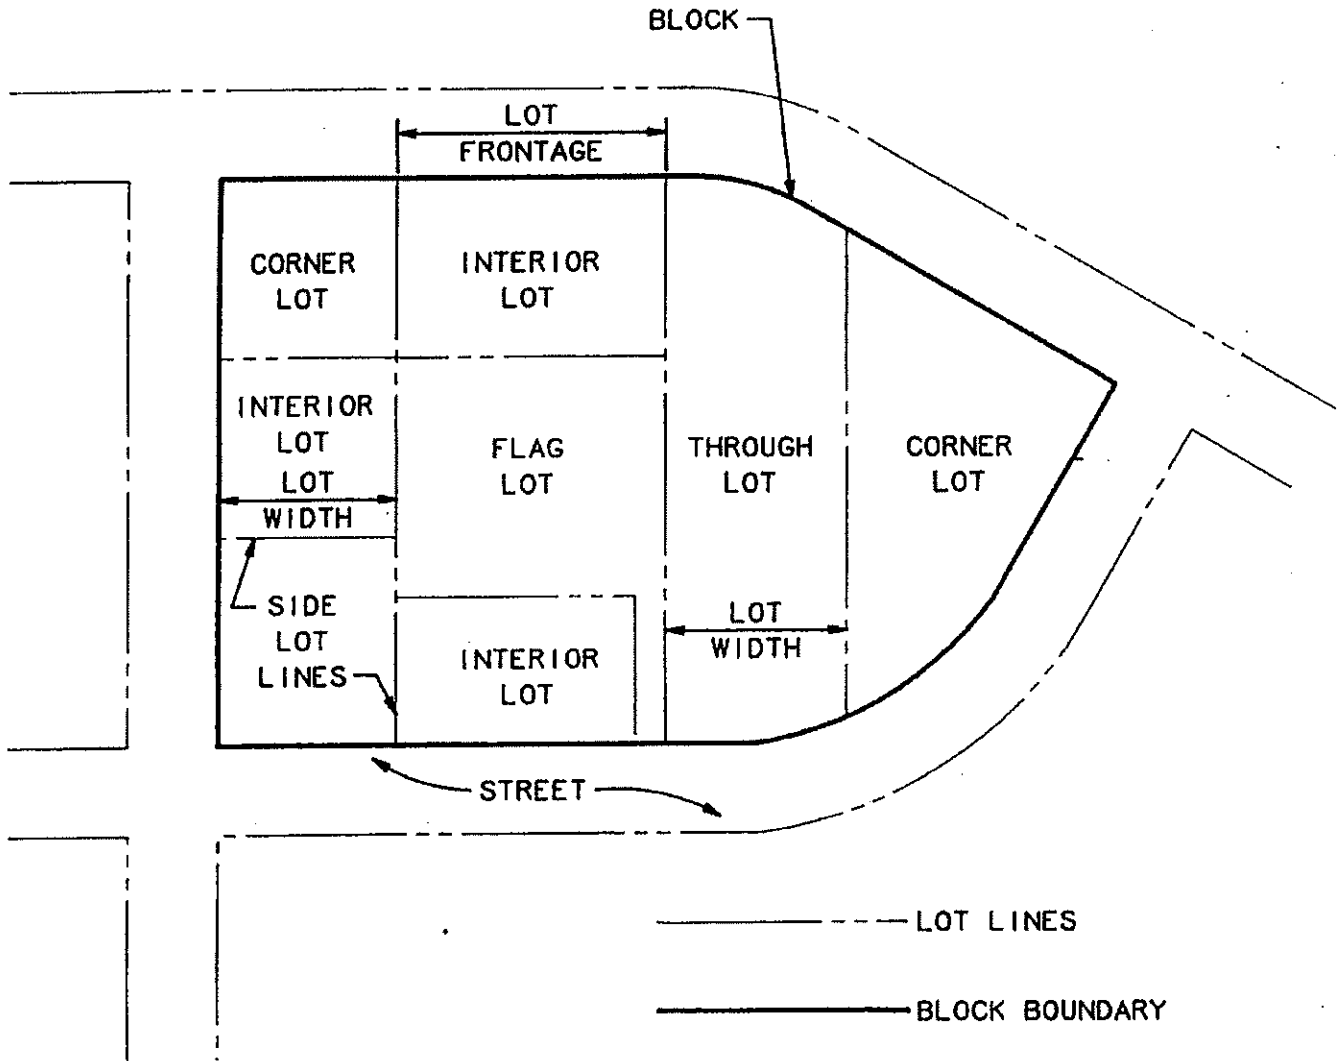 BLOCK
LOT
FRONTAGE
CORNER
LOT
INTERIOR
LOT
INTERIOR
LOT
LOT
WIDTH
FLAG
LOT
THROUGH
LOT
CORNER
LOT
SIDE
LOT
LINES
INTERIOR
LOT
LOT
WIDTH
STREET
LOT LINES
BLOCK BOUNDARY